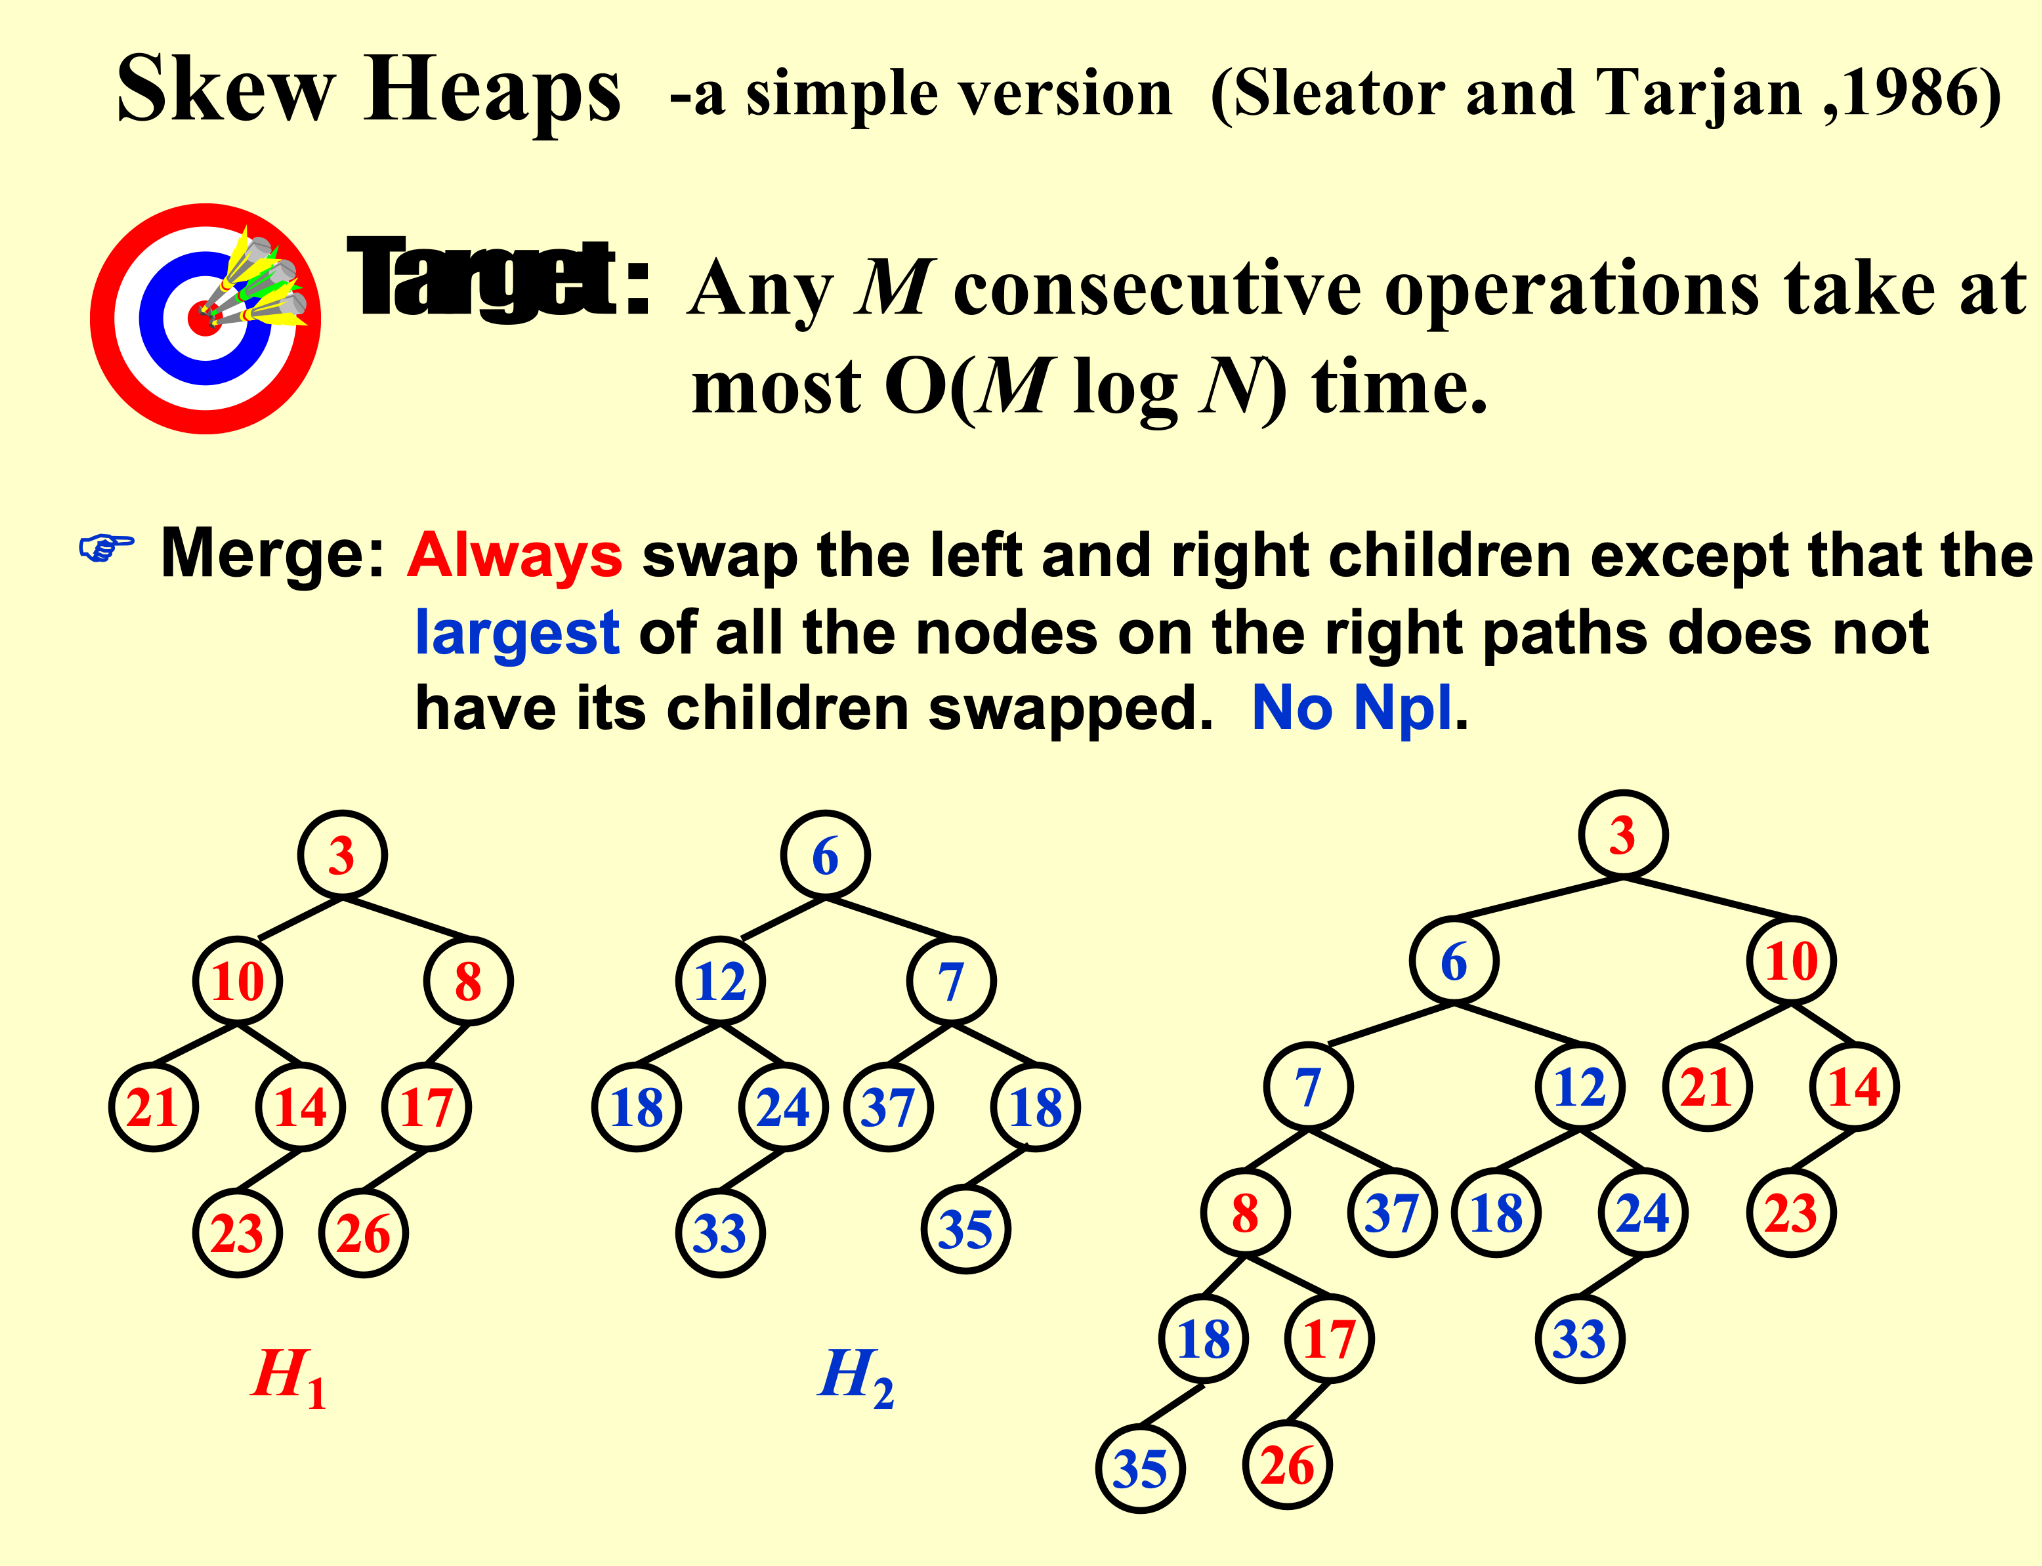 Skew Heaps -a simple version (Sleator and Tarjan ,1986)
Target: Any M consecutive operations take at
most O(M log N) time.
☞ Merge: Always swap the left and right children except that the
largest of all the nodes on the right paths does not
have its children swapped. No Npl.
3
10 8
21 14 17
23 26
H1
6
12 7
18 24 37 18
33 35
H2
3
6 10
7 12 21 14
8 37 18 24 23
18 17 33
35 26